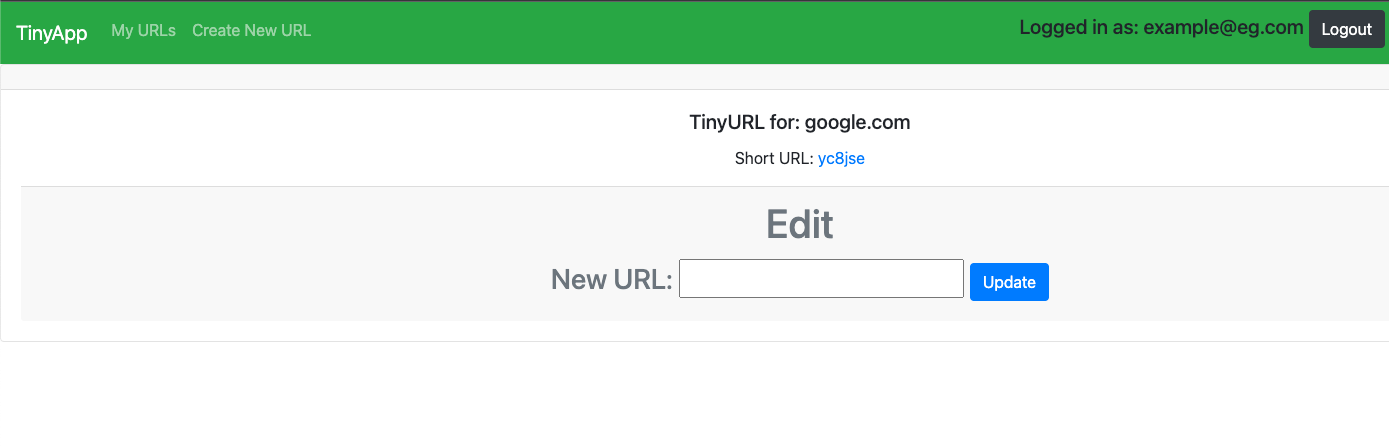 TinyApp My URLs Create New URL Logged in as: example@eg.com Logout
TinyURL for: google.com
Short URL: yc8jse
Edit
New URL: Update